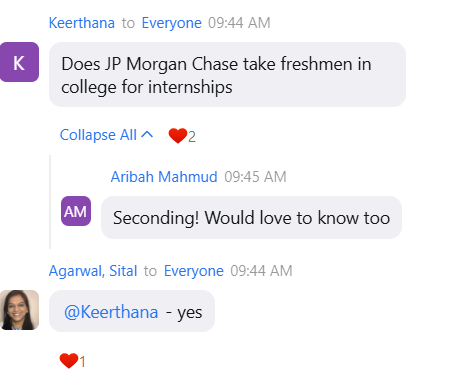 Keerthana to Everyone 09:44 AM
K
Does JP Morgan Chase take freshmen in
college for internships
Collapse All 2
Aribah Mahmud 09:45 AM
AM
Seconding! Would love to know too
Agarwal, Sital to Everyone 09:44 AM
@Keerthana - yes
1